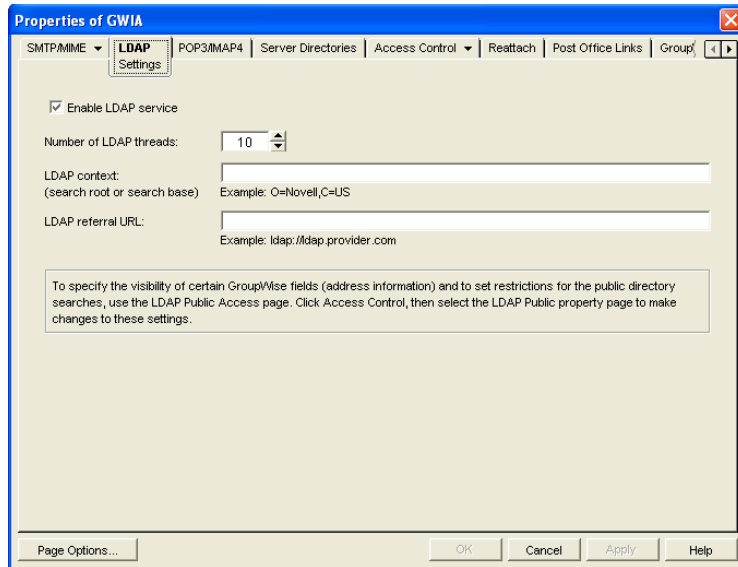 Properties of GWIA
SMTP/MIME LDAP POP3/IMAP4 Server Directories Access Control Reattach Post Office Links
Settings
Enable LDAP service
Number of LDAP threads: 10
LDAP context:
(search root or search base) Example: O=Novell,C=US
LDAP referral URL:
Example: ldap://ldap.provider.com
To specify the visibility of certain GroupWise fields (address information) and to set restrictions for the public directory
searches, use the LDAP Public Access page. Click Access Control, then select the LDAP Public property page to make
changes to these settings.
Page Options... OK Cancel Apply Help